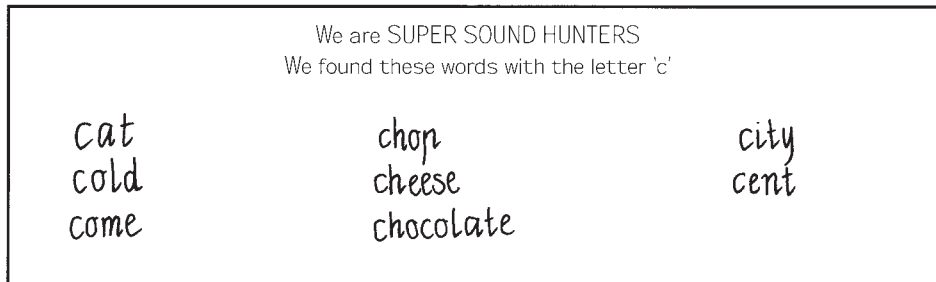 We are SUPER SOUND HUNTERS
We found these words with the letter 'c'
cat chop city
cold cheese cent
come chocolate